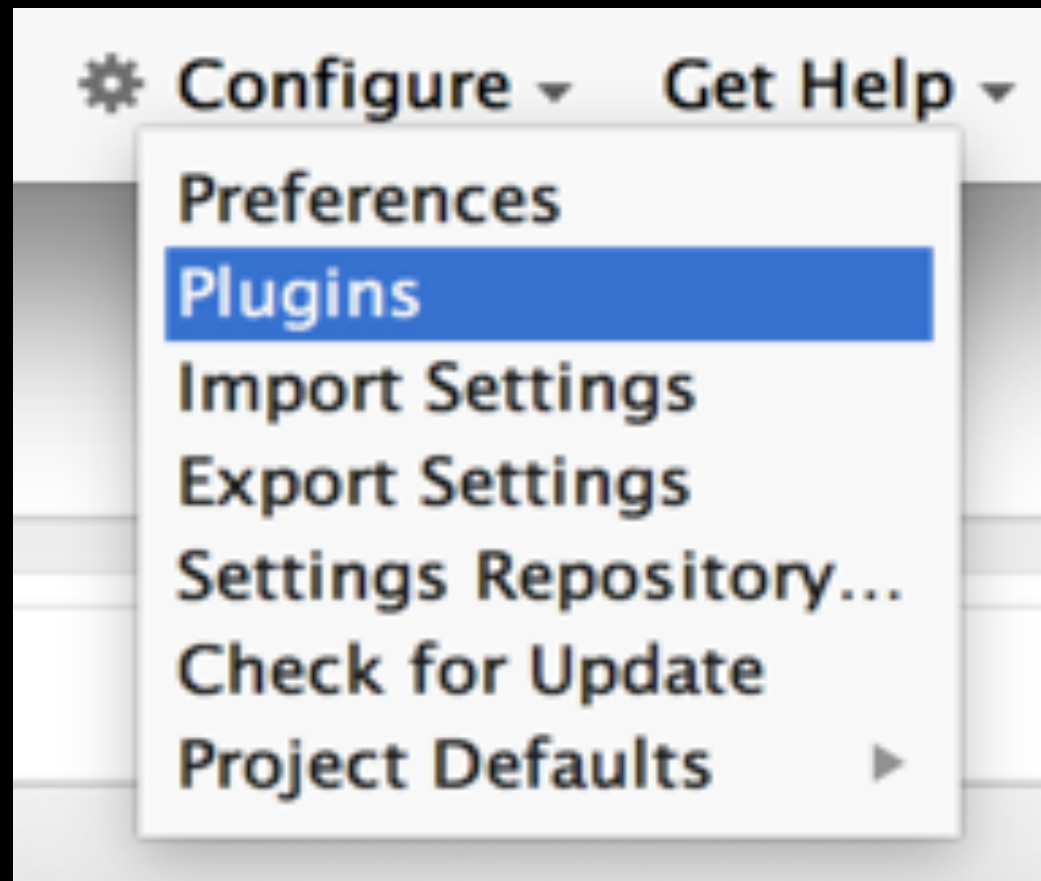 Configure Get Help
Preferences
Plugins
Import Settings
Export Settings
Settings Repository...
Check for Update
Project Defaults